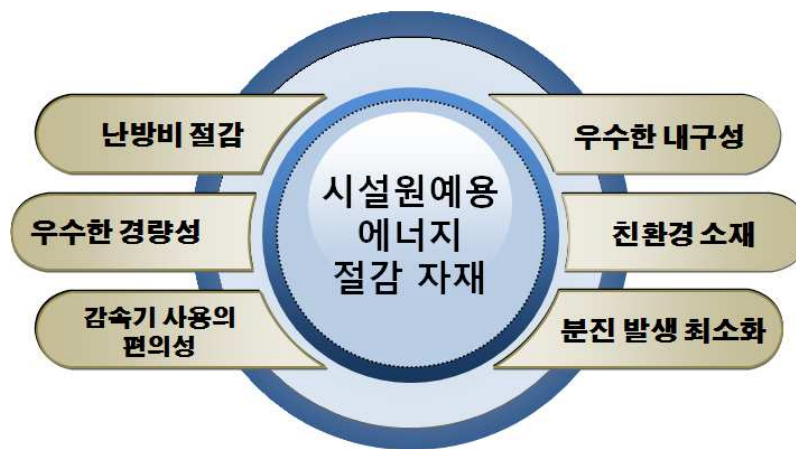 난방비 절감
우수한 경량성
감속기 사용의
편의성
시설원예용
에너지
절감 자재
우수한 내구성
친환경 소재
분진 발생 최소화